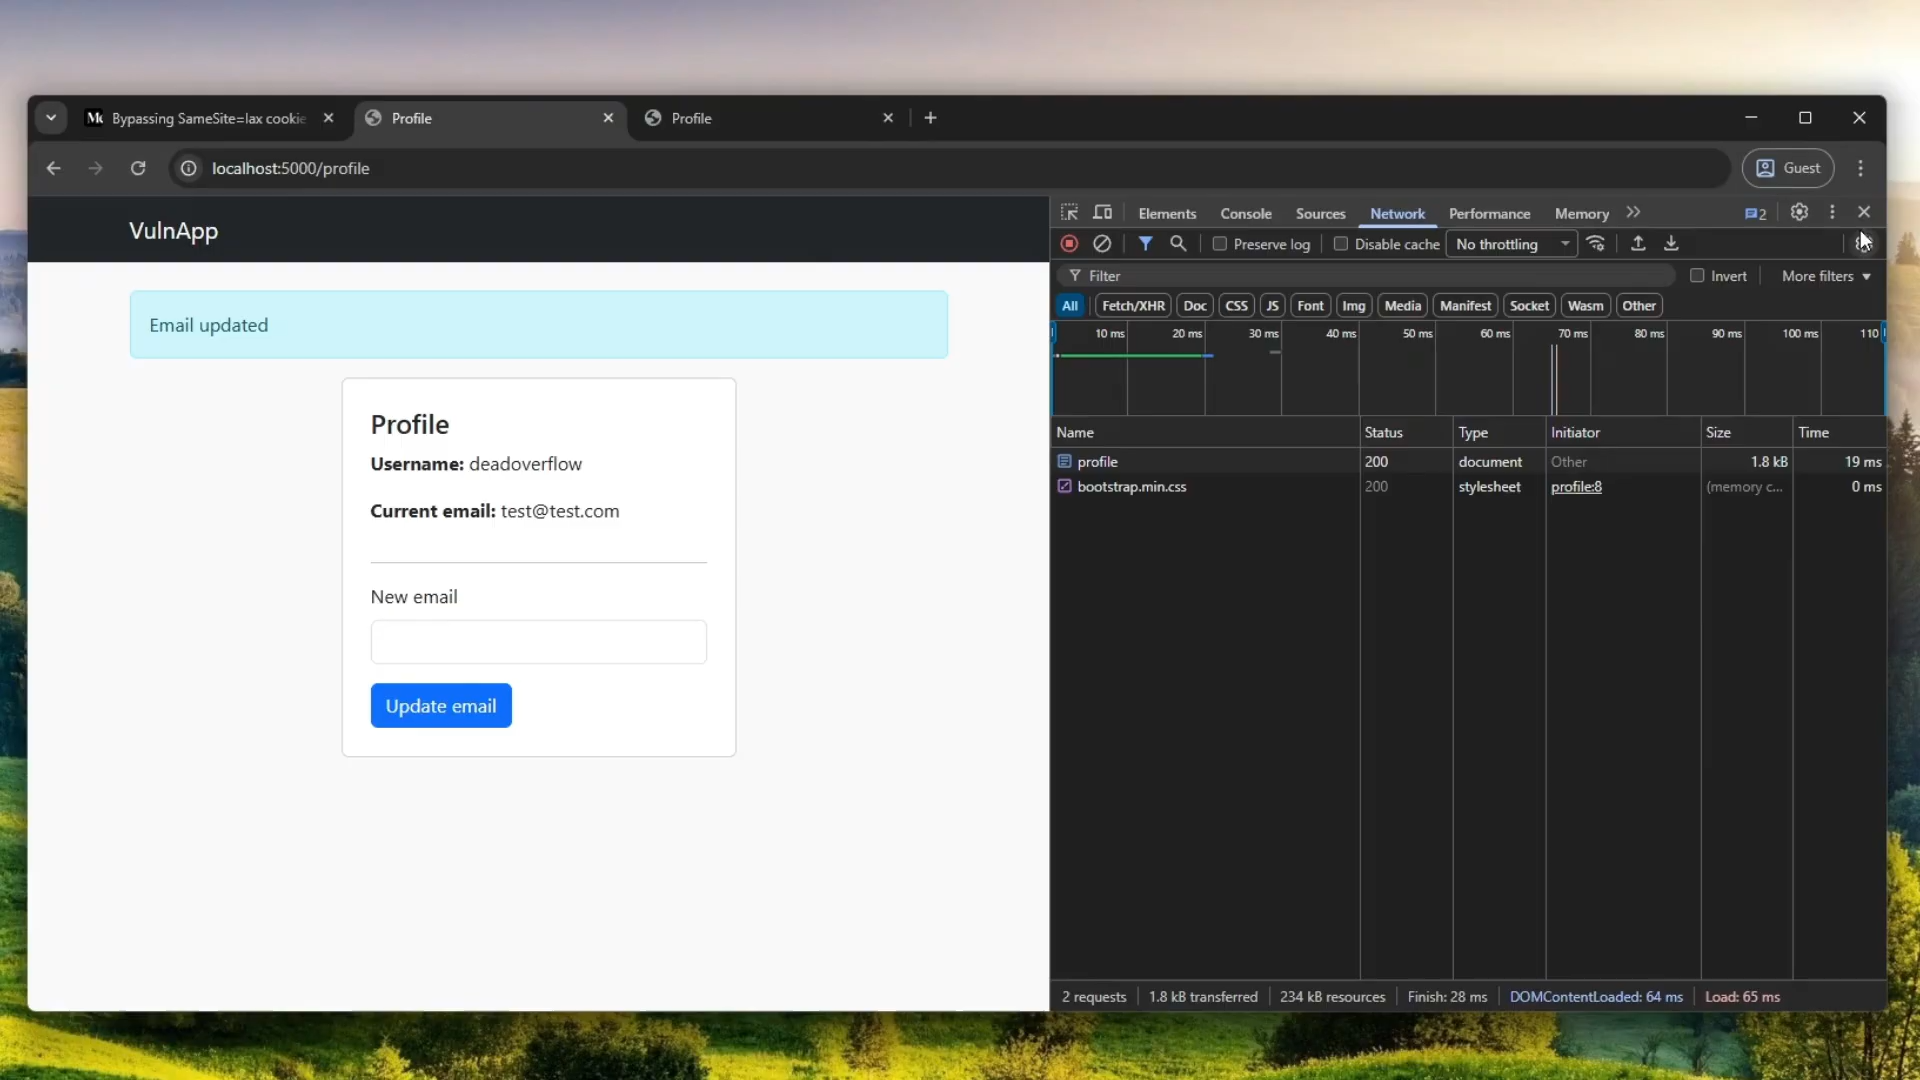 Bypassing SameSite=lax cookie
Profile
Profile
localhost:5000/profile
Guest
VulnApp
Email updated
Profile
Username: deadoverflow
Current email: test@test.com
New email
Update email
Elements Console Sources Network Performance Memory 2
Preserve log Disable cache No throttling
Filter Invert More filters
All Fetch/XHR Doc CSS JS Font Img Media Manifest Socket Wasm Other
10 ms 20 ms 30 ms 40 ms 50 ms 60 ms 70 ms 80 ms 90 ms 100 ms 110
Name Status Type Initiator Size Time
profile 200 document Other 1.8 kB 19 ms
bootstrap.min.css 200 stylesheet profile:8 (memory c... 0 ms
2 requests 1.8 kB transferred 234 kB resources Finish: 28 ms DOMContentLoaded: 64 ms Load: 65 ms